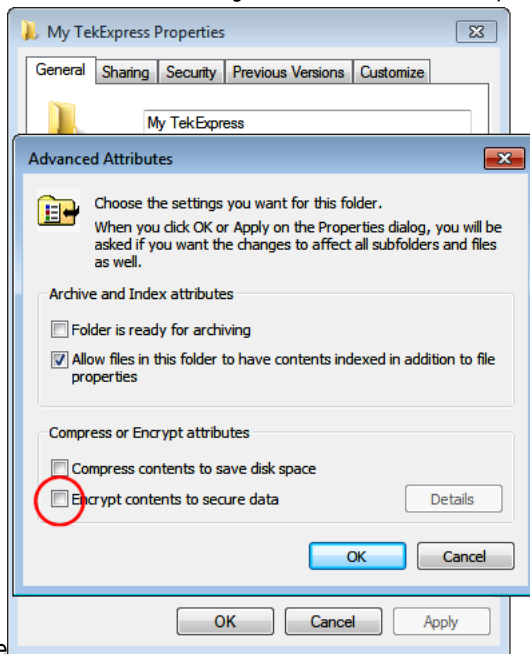 My TekExpress Properties
General Sharing Security Previous Versions Customize
My TekExpress
Advanced Attributes
Choose the settings you want for this folder.
When you click OK or Apply on the Properties dialog, you will be
asked if you want the changes to affect all subfolders and files
as well.
Archive and Index attributes
Folder is ready for archiving
Allow files in this folder to have contents indexed in addition to file
properties
Compress or Encrypt attributes
Compress contents to save disk space
Encrypt contents to secure data Details
OK Cancel
OK Cancel Apply